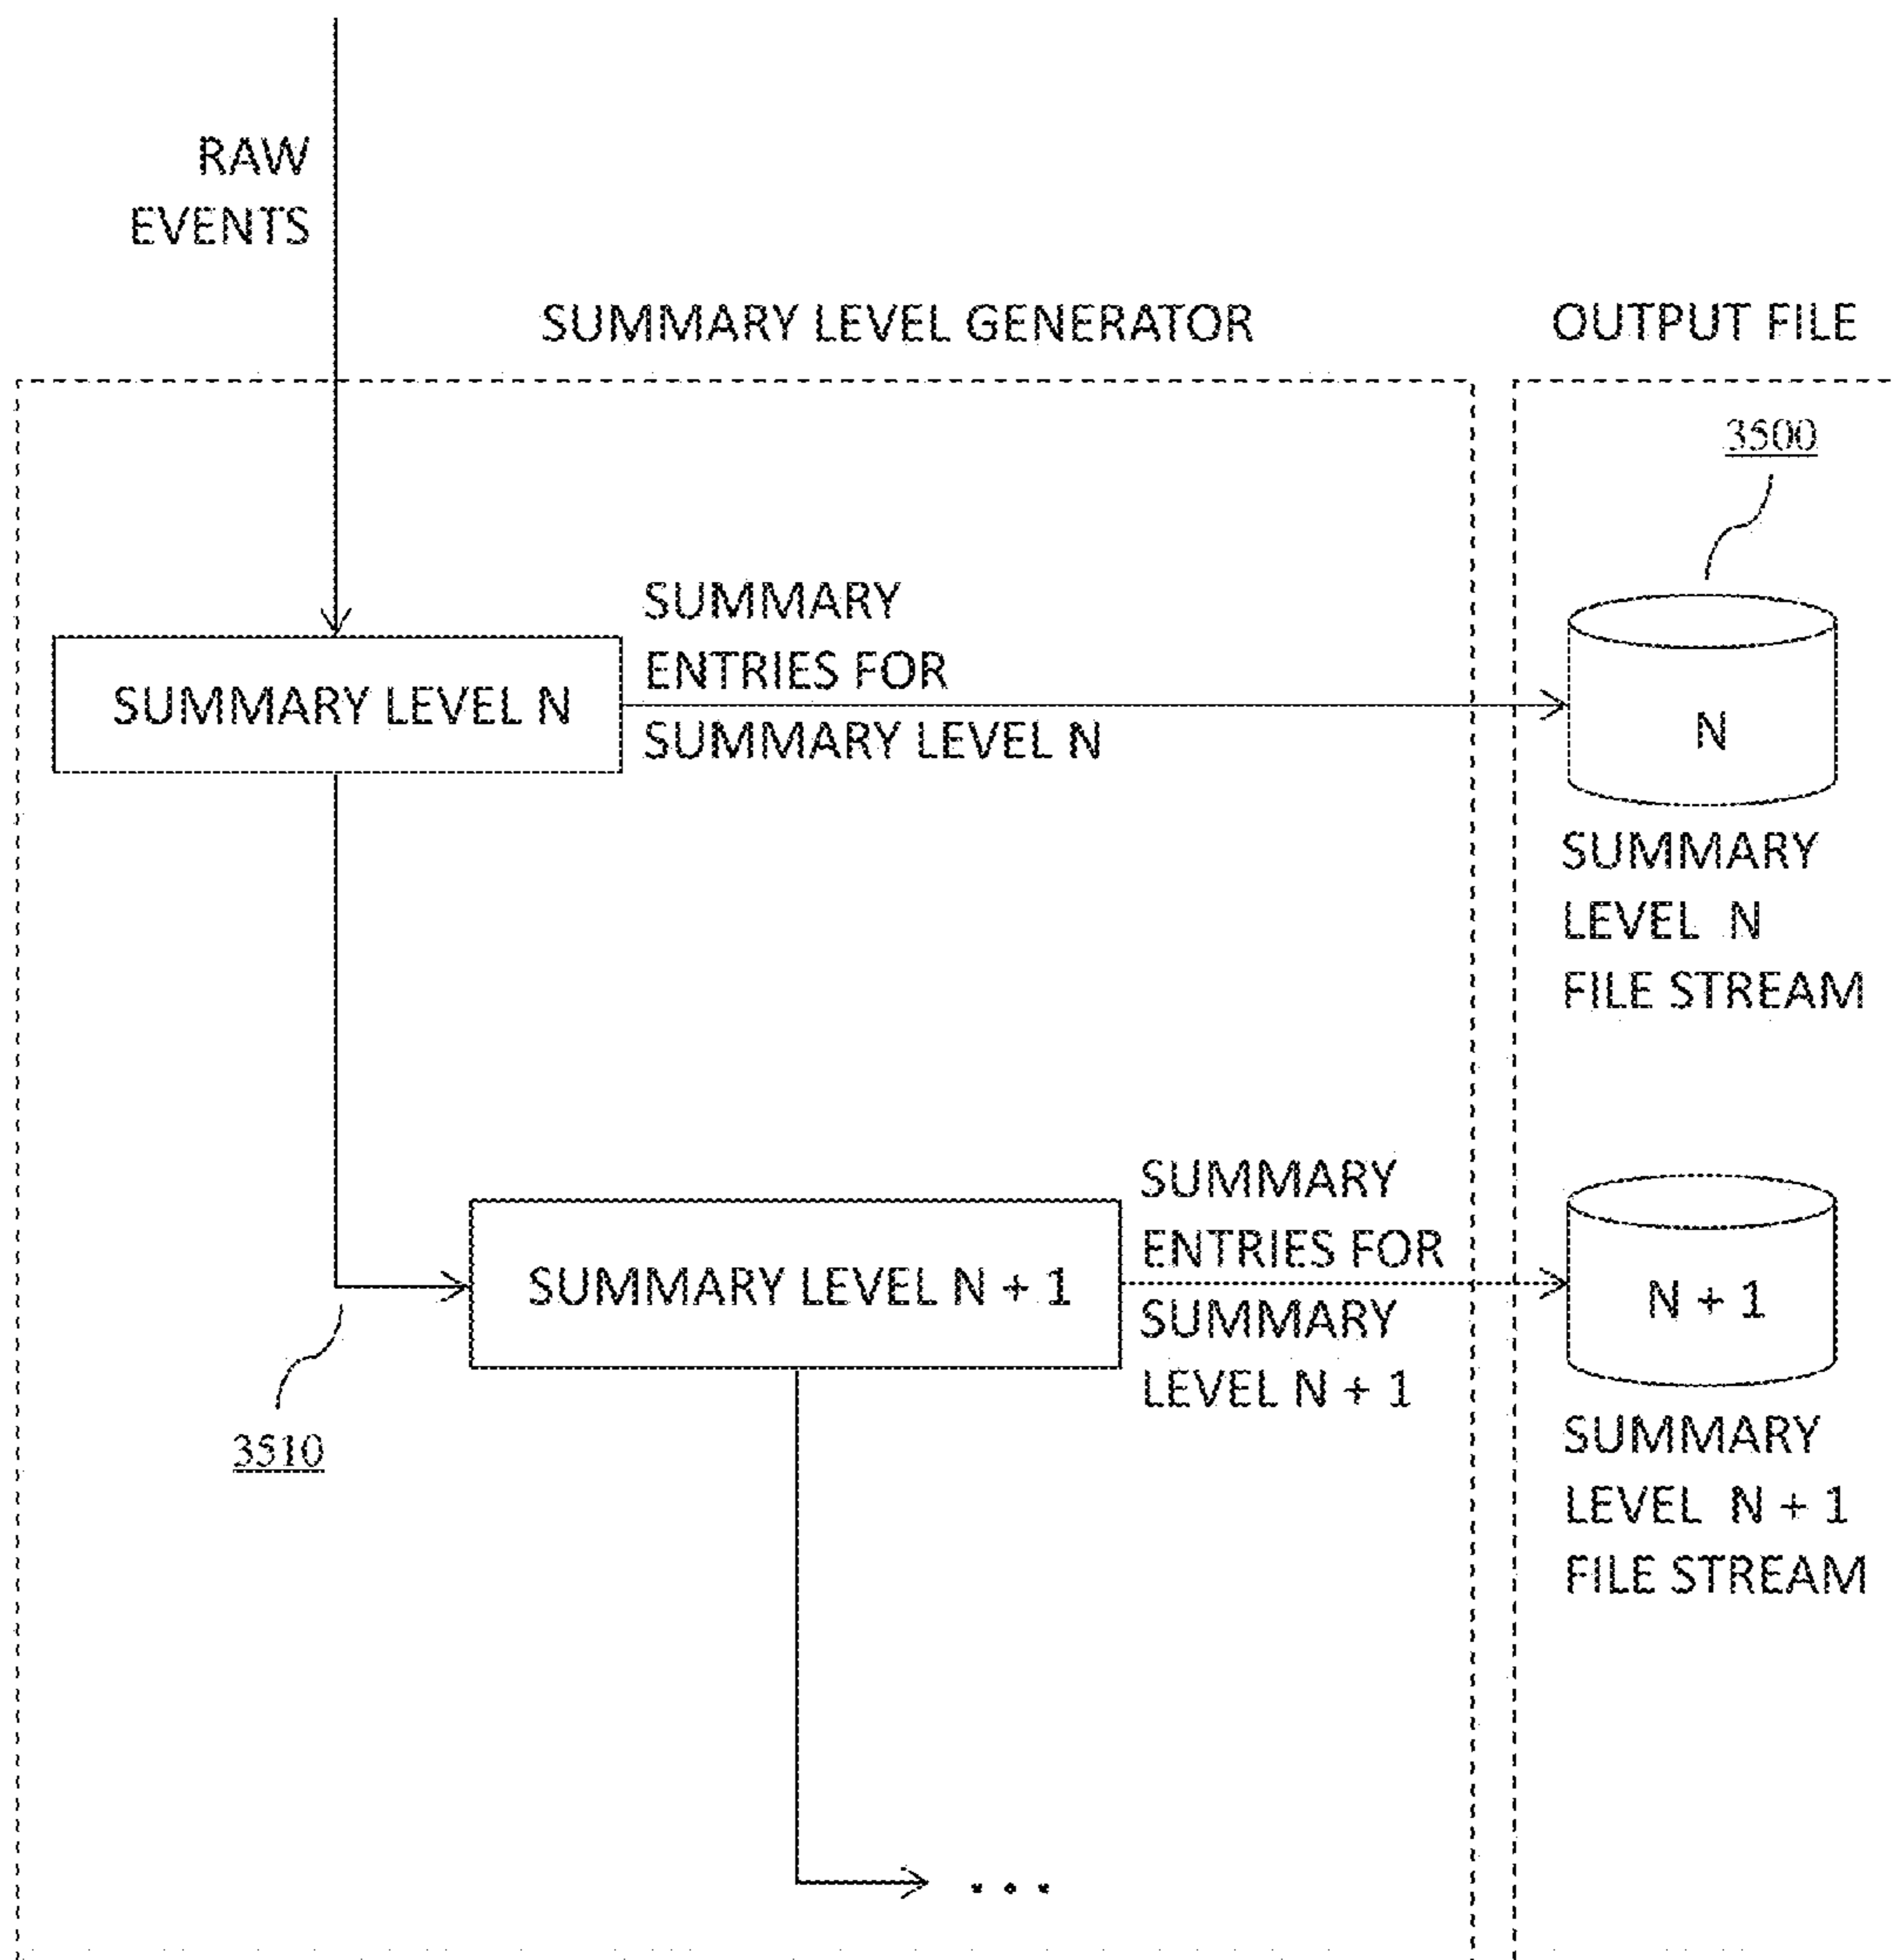 RAW
EVENTS
SUMMARY LEVEL GENERATOR
OUTPUT FILE
3500
SUMMARY
ENTRIES FOR
SUMMARY LEVEL N
SUMMARY LEVEL N
N
SUMMARY
LEVEL N
FILE STREAM
SUMMARY
ENTRIES FOR
SUMMARY
LEVEL N + 1
SUMMARY LEVEL N + 1
N + 1
3510
SUMMARY
LEVEL N + 1
FILE STREAM
...